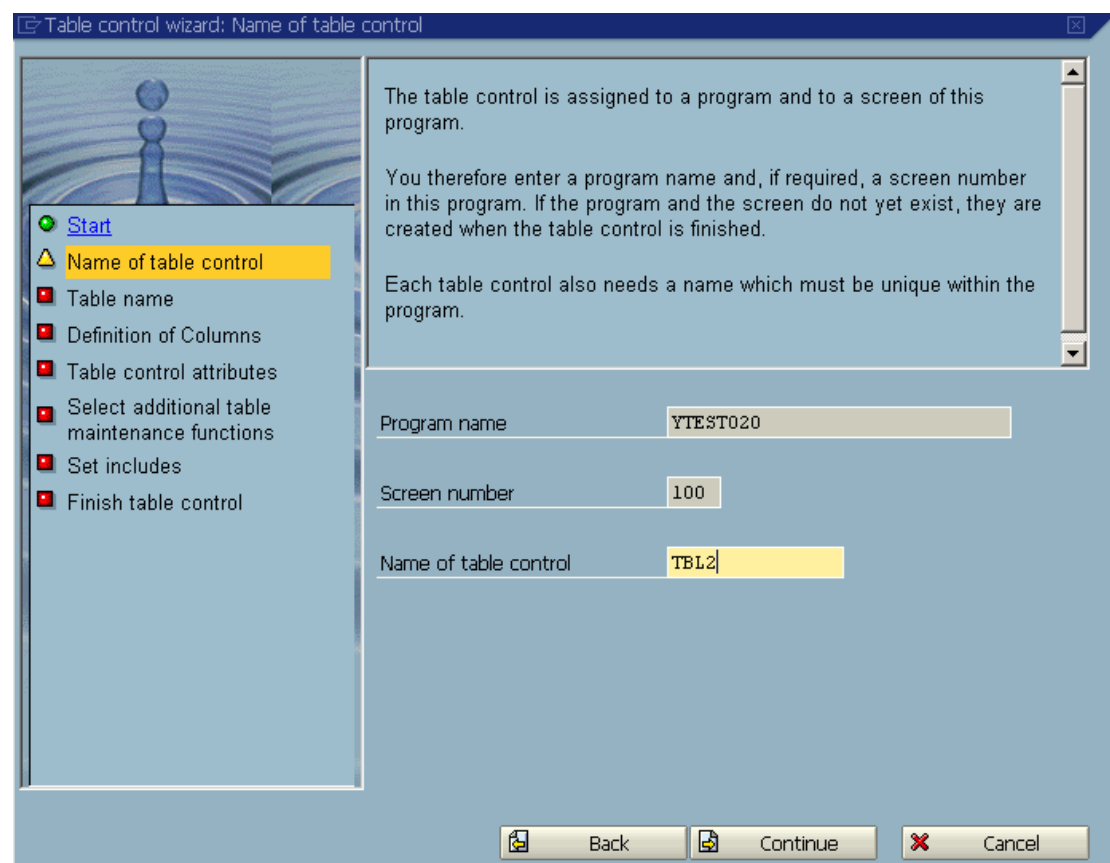 Table control wizard: Name of table control
The table control is assigned to a program and to a screen of this
program.
You therefore enter a program name and, if required, a screen number
in this program. If the program and the screen do not yet exist, they are
created when the table control is finished.
Each table control also needs a name which must be unique within the
program.
Start
Name of table control
Table name
Definition of Columns
Table control attributes
Select additional table
maintenance functions
Set includes
Finish table control
Program name YTEST020
Screen number 100
Name of table control TBL2
Back Continue Cancel